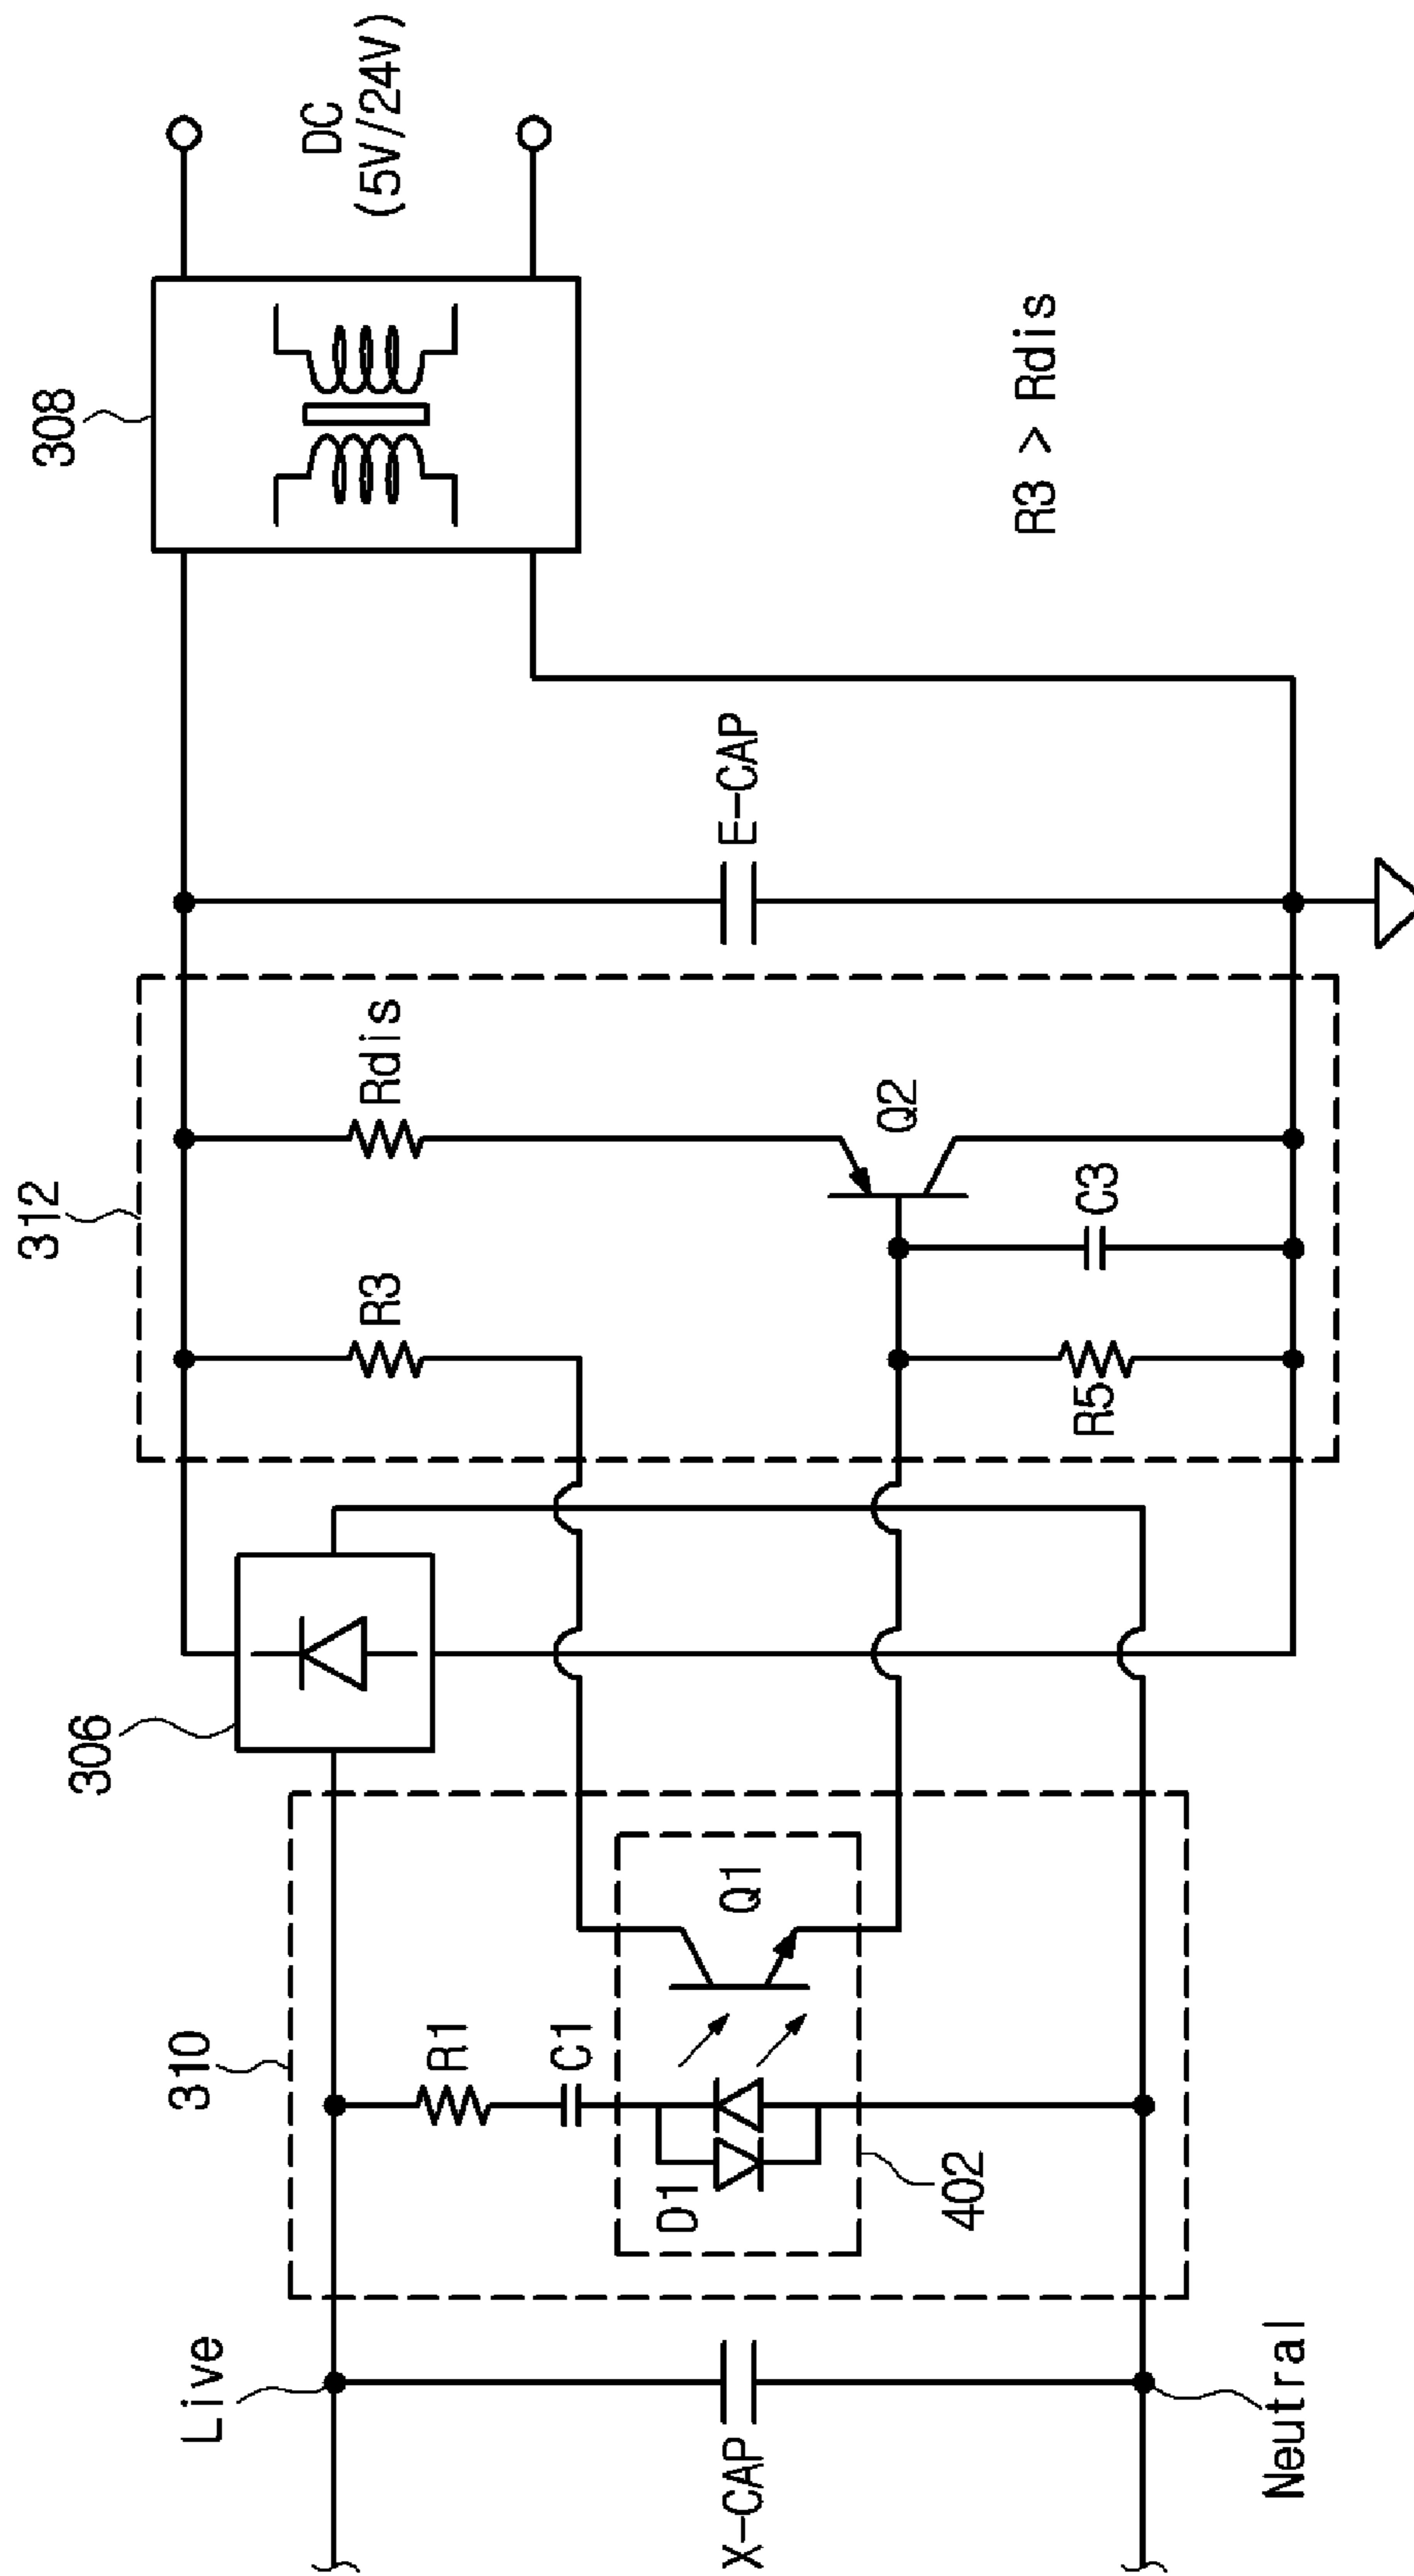 308
DC
(5V/24V)
312
R3
Rdis
E-CAP
Q2
C3
R5
R3 > Rdis
306
310
R1
C1
Q1
D1
402
Live
X-CAP
Neutral